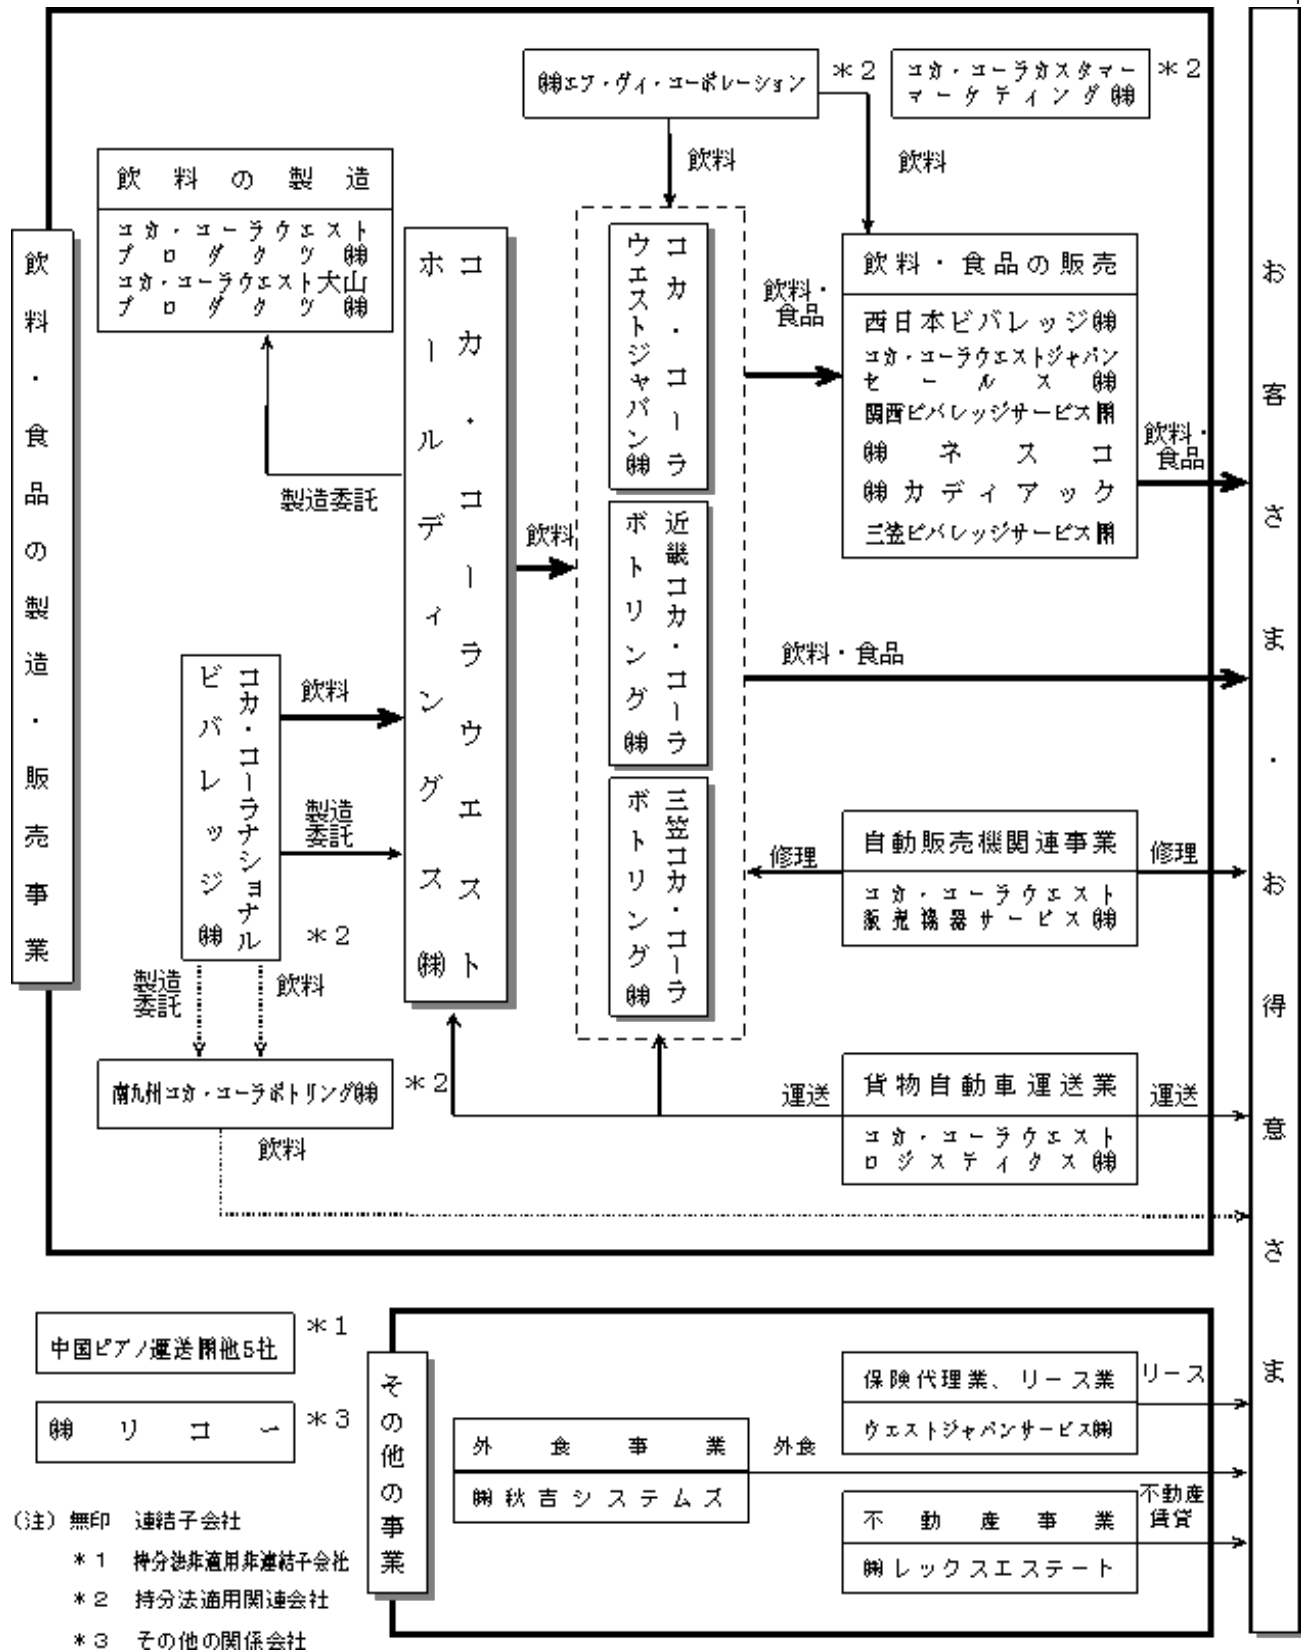 ㈱エフ・ヴィ・コーポレーション
＊2
コカ・コーラカスタマー
マーケティング㈱
＊2
飲料
飲料
飲料の製造
コカ・コーラウエスト
プロダクツ㈱
コカ・コーラウエスト大山
プロダクツ㈱
製造委託
飲料・食品の製造・販売事業
コカ・コーラウエスト
ホールディングス㈱
飲料
コカ・コーラ
ウエストジャパン㈱
近畿コカ・コーラ
ボトリング㈱
三笠コカ・コーラ
ボトリング㈱
飲料・
食品
飲料・食品の販売
西日本ビバレッジ㈱
コカ・コーラウエストジャパン
セールス㈱
関西ビバレッジサービス㈱
㈱ネスコ
㈱カディアック
三笠ビバレッジサービス㈱
飲料・
食品
飲料・食品
お客さま・お得意さま
コカ・コーラナショナル
ビバレッジ㈱
＊2
飲料
製造
委託
製造
委託
飲料
南九州コカ・コーラボトリング㈱
＊2
飲料
修理
自動販売機関連事業
コカ・コーラウエスト
販売機器サービス㈱
修理
運送
貨物自動車運送業
コカ・コーラウエスト
ロジスティクス㈱
運送
中国ピアノ運送㈱他5社
＊1
㈱リコー
＊3
その他の事業
外食事業
㈱秋吉システムズ
外食
保険代理業、リース業
ウエストジャパンサービス㈱
リース
不動産事業
㈱レックスエステート
不動産
賃貸
(注) 無印 連結子会社
＊1 持分法非適用非連結子会社
＊2 持分法適用関連会社
＊3 その他の関係会社